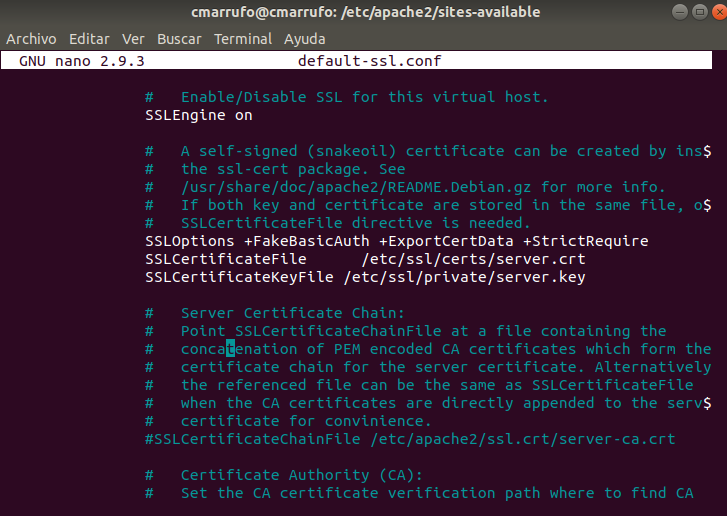 cmarrufo@cmarrufo: /etc/apache2/sites-available
Archivo Editar Ver Buscar Terminal Ayuda
GNU nano 2.9.3 default-ssl.conf
# Enable/Disable SSL for this virtual host.
SSLEngine on
# A self-signed (snakeoil) certificate can be created by ins$
# the ssl-cert package. See
# /usr/share/doc/apache2/README.Debian.gz for more info.
# If both key and certificate are stored in the same file, o$
# SSLCertificateFile directive is needed.
SSLOptions +FakeBasicAuth +ExportCertData +StrictRequire
SSLCertificateFile /etc/ssl/certs/server.crt
SSLCertificateKeyFile /etc/ssl/private/server.key
# Server Certificate Chain:
# Point SSLCertificateChainFile at a file containing the
# concatenation of PEM encoded CA certificates which form the
# certificate chain for the server certificate. Alternatively
# the referenced file can be the same as SSLCertificateFile
# when the CA certificates are directly appended to the serv$
# certificate for convinience.
#SSLCertificateChainFile /etc/apache2/ssl.crt/server-ca.crt
# Certificate Authority (CA):
# Set the CA certificate verification path where to find CA